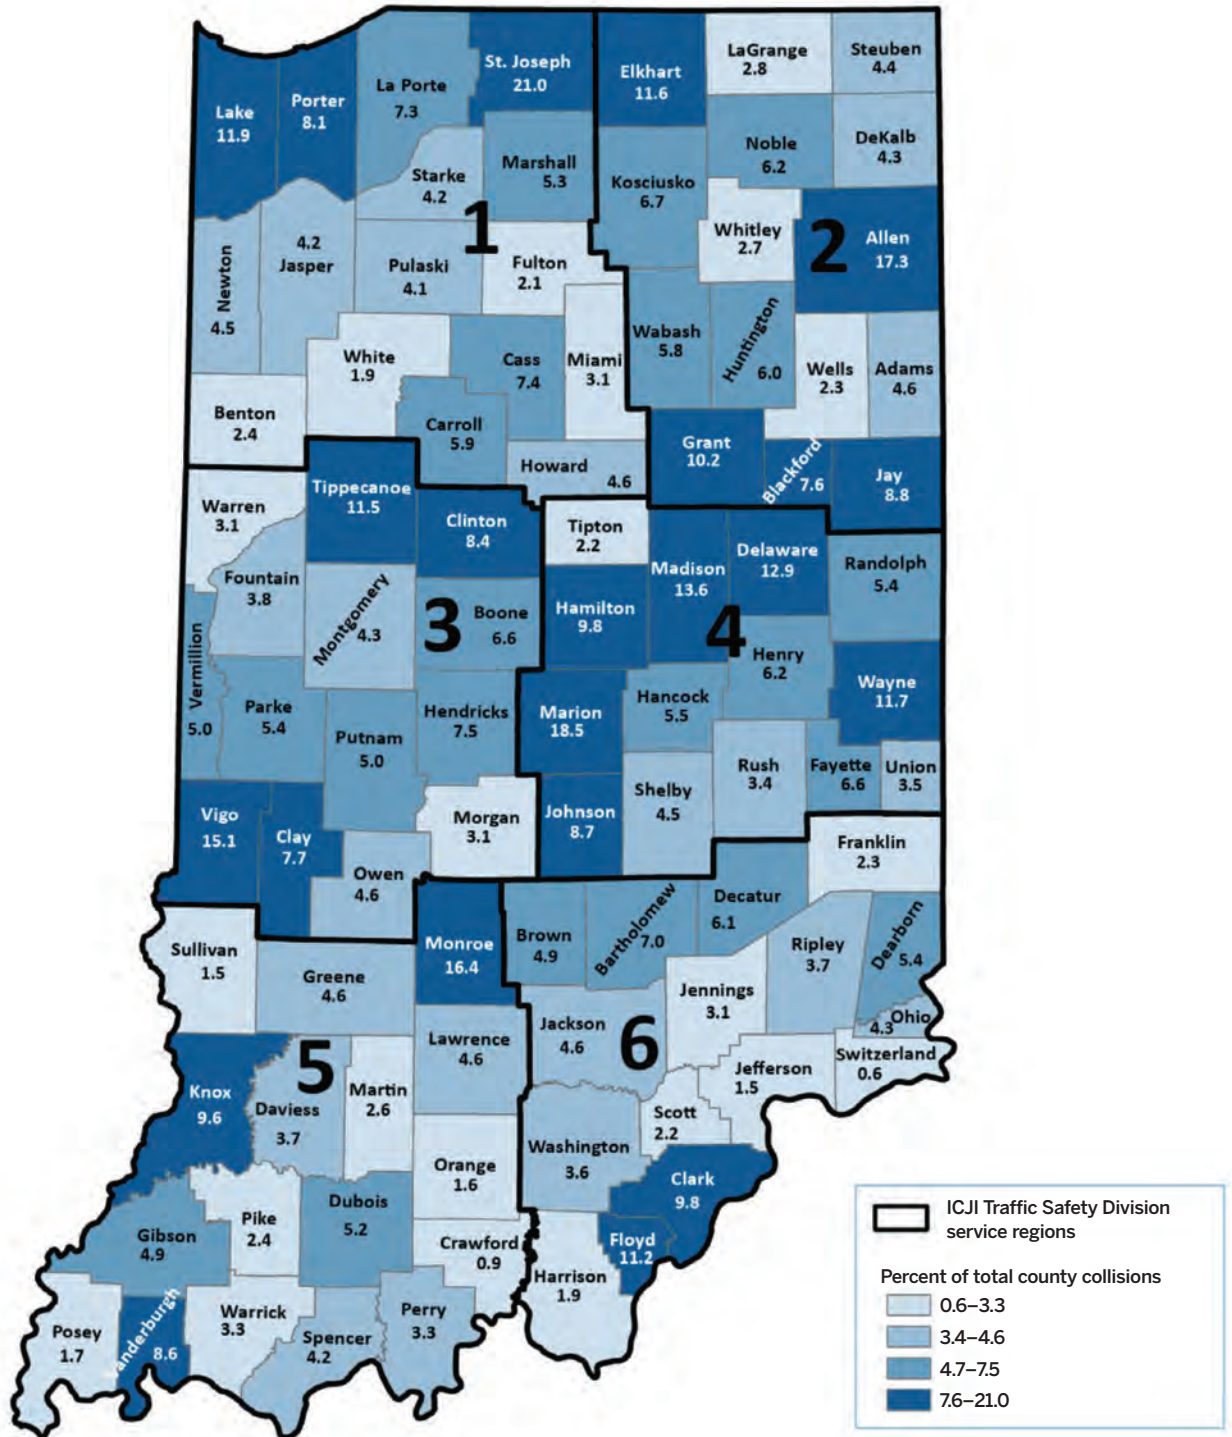 St. Joseph
21.0
LaGrange
2.8
Steuben
4.4
Elkhart
11.6
La Porte
7.3
Porter
8.1
Lake
11.9
Noble
6.2
DeKalb
4.3
Marshall
5.3
Starke
4.2
Kosciusko
6.7
1
Whitley
2.7
2
Allen
17.3
4.2
Jasper
Newton
4.5
Pulaski
4.1
Fulton
2.1
Wabash
5.8
Huntington
6.0
White
1.9
Cass
7.4
Miami
3.1
Wells
2.3
Adams
4.6
Benton
2.4
Carroll
5.9
Grant
10.2
Blackford
7.6
Jay
8.8
Howard
4.6
Tippecanoe
11.5
Warren
3.1
Clinton
8.4
Tipton
2.2
Madison
13.6
Delaware
12.9
Randolph
5.4
Fountain
3.8
Montgomery
4.3
3
Boone
6.6
Hamilton
9.8
4
Henry
6.2
Wayne
11.7
Vermillion
5.0
Parke
5.4
Putnam
5.0
Hendricks
7.5
Marion
18.5
Hancock
5.5
Rush
3.4
Fayette
6.6
Union
3.5
Shelby
4.5
Vigo
15.1
Clay
7.7
Morgan
3.1
Johnson
8.7
Franklin
2.3
Owen
4.6
Decatur
6.1
Sullivan
1.5
Greene
4.6
Monroe
16.4
Brown
4.9
Bartholomew
7.0
Ripley
3.7
Dearborn
5.4
Jennings
3.1
4.3
Ohio
Jackson
4.6
6
Lawrence
4.6
Switzerland
0.6
Jefferson
1.5
5
Knox
9.6
Daviess
3.7
Martin
2.6
Scott
2.2
Washington
3.6
Orange
1.6
Clark
9.8
Dubois
5.2
Pike
2.4
Gibson
4.9
Crawford
0.9
Floyd
11.2
Harrison
1.9
Posey
1.7
anderburgh
8.6
Warrick
3.3
Spencer
4.2
Perry
3.3
ICJI Traffic Safety Division
service regions
Percent of total county collisions
0.6–3.3
3.4–4.6
4.7–7.5
7.6–21.0